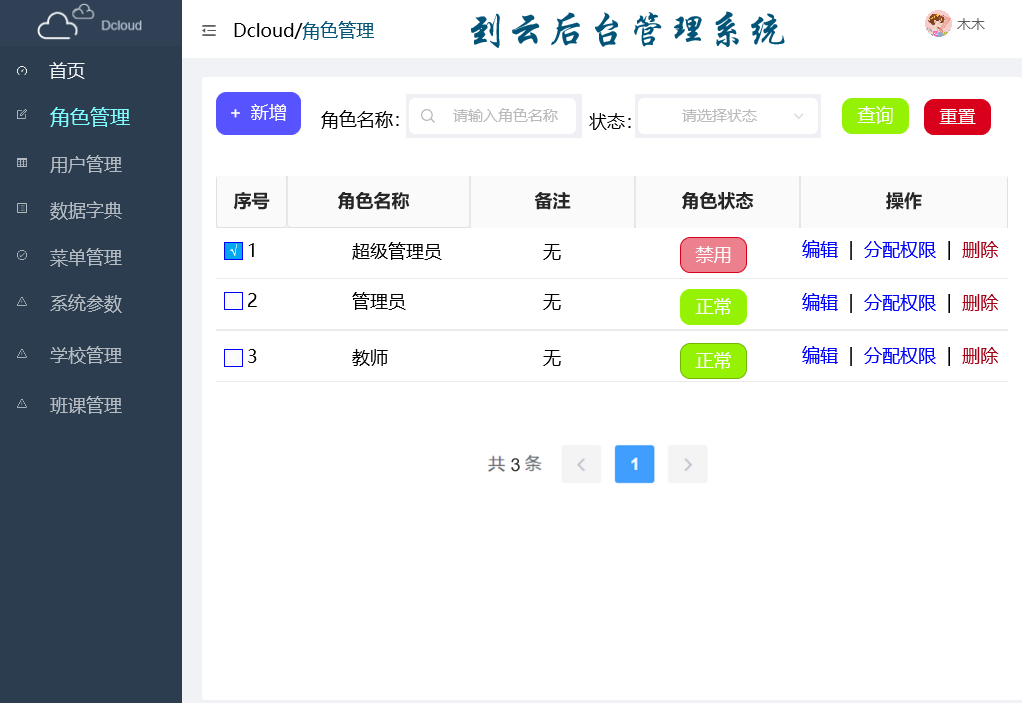 Dcloud
Dcloud/角色管理
到云后台管理系统
木木
首页
角色管理
用户管理
数据字典
菜单管理
系统参数
学校管理
班课管理
+ 新增
角色名称: 请输入角色名称
状态: 请选择状态
查询
重置
序号 角色名称 备注 角色状态 操作
√ 1 超级管理员 无 禁用 编辑 | 分配权限 | 删除
2 管理员 无 正常 编辑 | 分配权限 | 删除
3 教师 无 正常 编辑 | 分配权限 | 删除
共 3 条 < 1 >